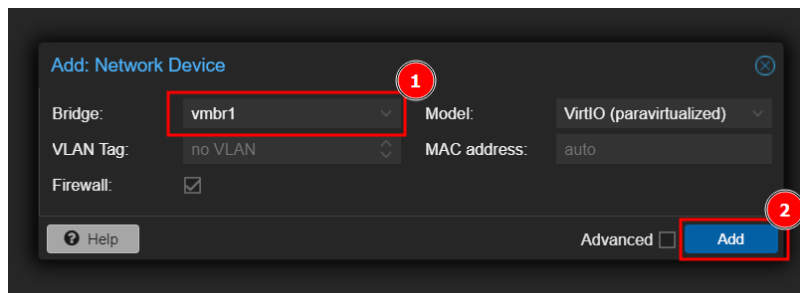 Add: Network Device
1
Bridge: vmbr1 Model: VirtIO (paravirtualized)
VLAN Tag: no VLAN MAC address: auto
Firewall:
2
Help Advanced Add